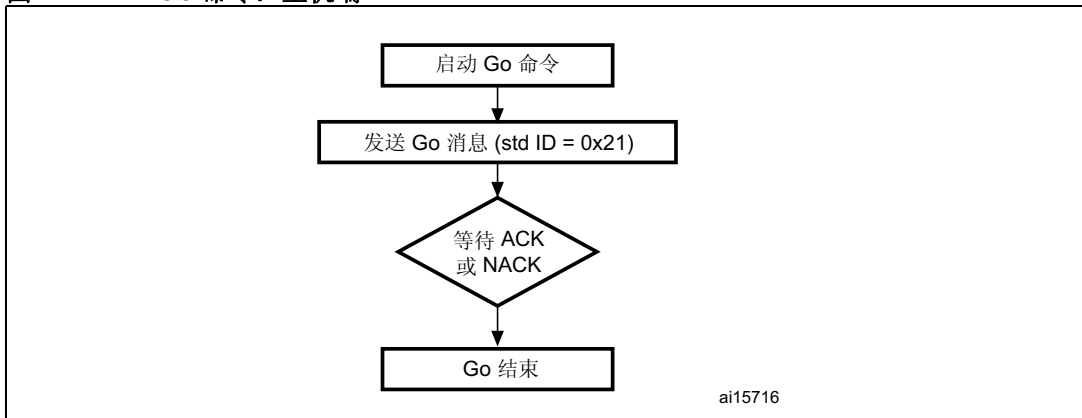 启动 Go 命令
发送 Go 消息 (std ID = 0x21)
等待 ACK
或 NACK
Go 结束
ai15716